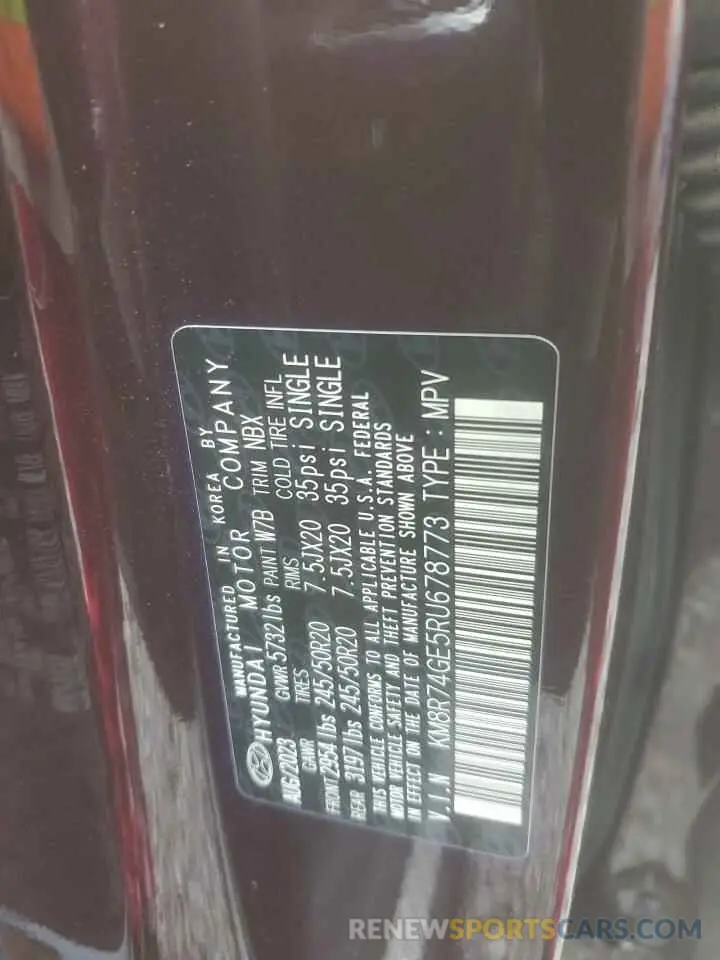 MANUFACTURED IN KOREA BY
HYUNDAI MOTOR COMPANY
AUG/2023 GVWR 5732lbs PAINT W7B TRIM NBX
GAWR TIRES RIMS COLD TIRE INFL
FRONT 2954lbs 245/50R20 7.5JX20 35psi SINGLE
REAR 3197lbs 245/50R20 7.5JX20 35psi SINGLE
THIS VEHICLE CONFORMS TO ALL APPLICABLE U.S.A. FEDERAL
MOTOR VEHICLE SAFETY AND THEFT PREVENTION STANDARDS
IN EFFECT ON THE DATE OF MANUFACTURE SHOWN ABOVE
V.I.N KM8R74GE5RU678773 TYPE : MPV
RENEWSPORTSCARS.COM